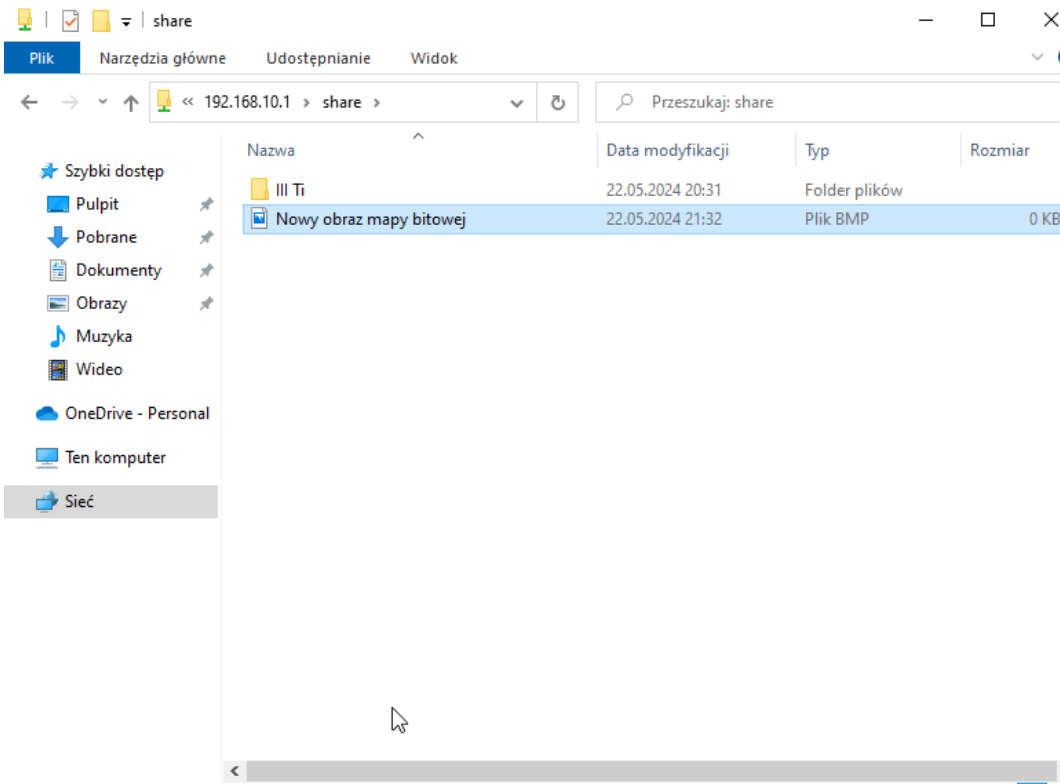 share
Plik Narzędzia główne Udostępnianie Widok
« 192.168.10.1 › share › Przeszukaj: share
Nazwa Data modyfikacji Typ Rozmiar
Szybki dostęp
Pulpit
Pobrane
Dokumenty
Obrazy
Muzyka
Wideo
OneDrive - Personal
Ten komputer
Sieć
III Ti 22.05.2024 20:31 Folder plików
Nowy obraz mapy bitowej 22.05.2024 21:32 Plik BMP 0 KB